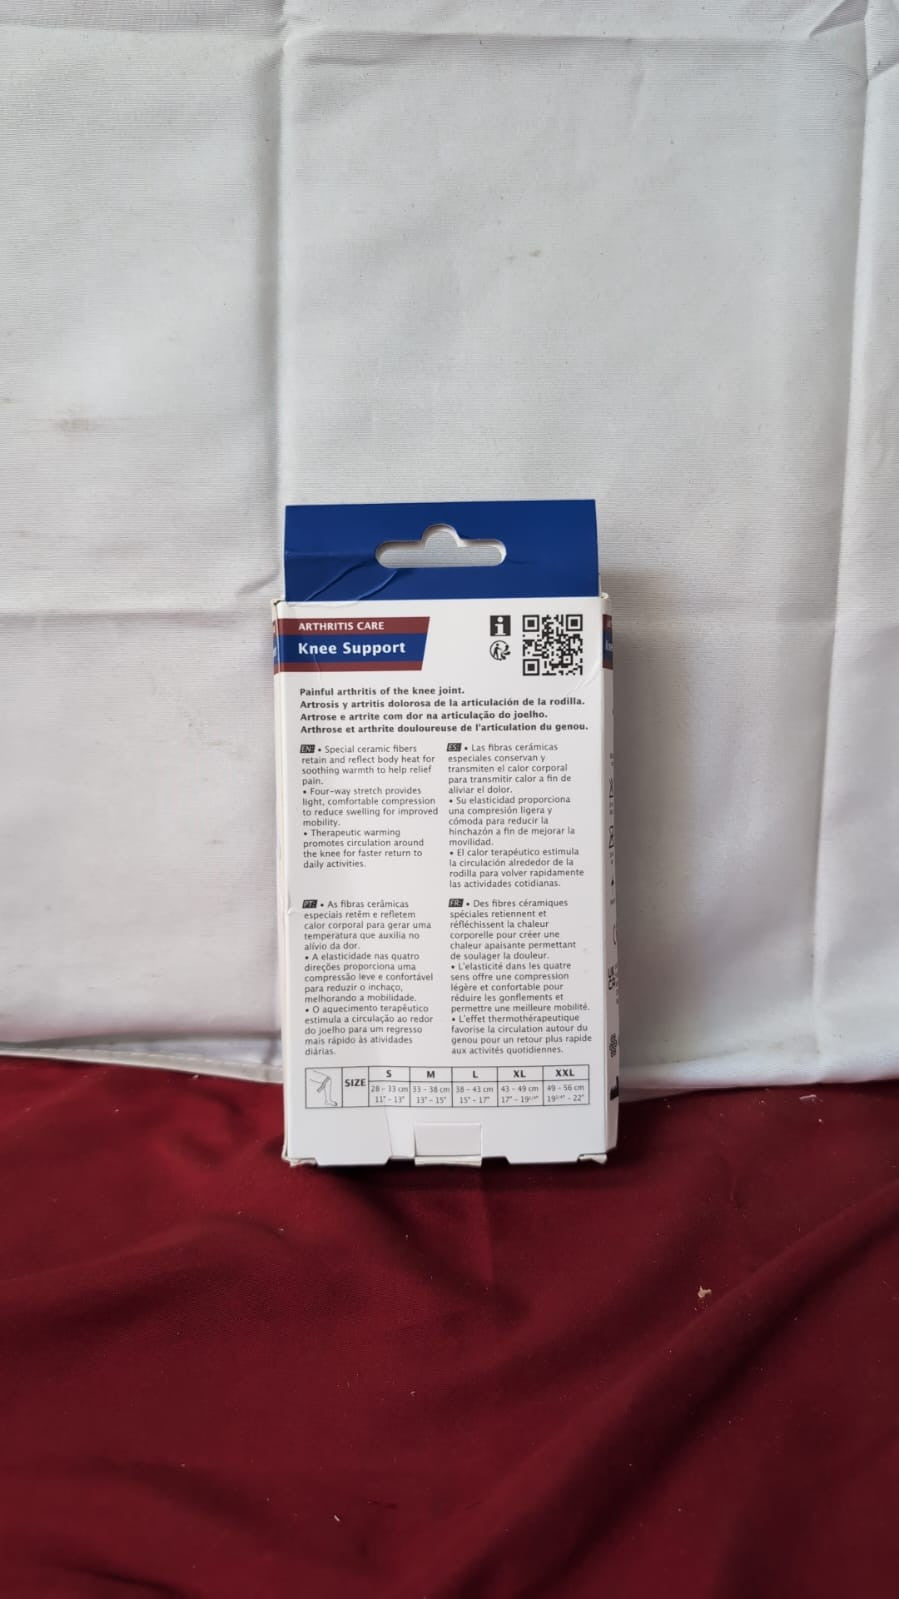 ARTHRITIS CARE
Knee Support
Painful arthritis of the knee joint.
Artrosis y artritis dolorosa de la articulación de la rodilla.
Artrose e artrite com dor na articulação do joelho.
Arthrose et arthrite douloureuse de l'articulation du genou.
EN: • Special ceramic fibers
retain and reflect body heat for
soothing warmth to help relief
pain.
• Four-way stretch provides
light, comfortable compression
to reduce swelling for improved
mobility.
• Therapeutic warming
promotes circulation around
the knee for faster return to
daily activities.
ES: • Las fibras cerámicas
especiales conservan y
transmiten el calor corporal
para transmitir calor a fin de
aliviar el dolor.
• Su elasticidad proporciona
una compresión ligera y
cómoda para reducir la
hinchazón a fin de mejorar la
movilidad.
• El calor terapéutico estimula
la circulación alrededor de la
rodilla para volver rapidamente
las actividades cotidianas.
PT: • As fibras cerâmicas
especiais retêm e refletem
calor corporal para gerar uma
temperatura que auxilia no
alívio da dor.
• A elasticidade nas quatro
direções proporciona uma
compressão leve e confortável
para reduzir o inchaço,
melhorando a mobilidade.
• O aquecimento terapêutico
estimula a circulação ao redor
do joelho para um regresso
mais rápido às atividades
diárias.
FR: • Des fibres céramiques
spéciales retiennent et
réfléchissent la chaleur
corporelle pour créer une
chaleur apaisante permettant
de soulager la douleur.
• L'elasticité dans les quatre
sens offre une compression
légère et confortable pour
réduire les gonflements et
permettre une meilleure mobilité.
• L'effet thermothérapeutique
favorise la circulation autour du
genou pour un retour plus rapide
aux activités quotidiennes.
SIZE S M L XL XXL
28 - 33 cm 33 - 38 cm 38 - 43 cm 43 - 49 cm 49 - 56 cm
11" - 13" 13" - 15" 15" - 17" 17" - 19¹/⁴" 19¹/⁴" - 22"